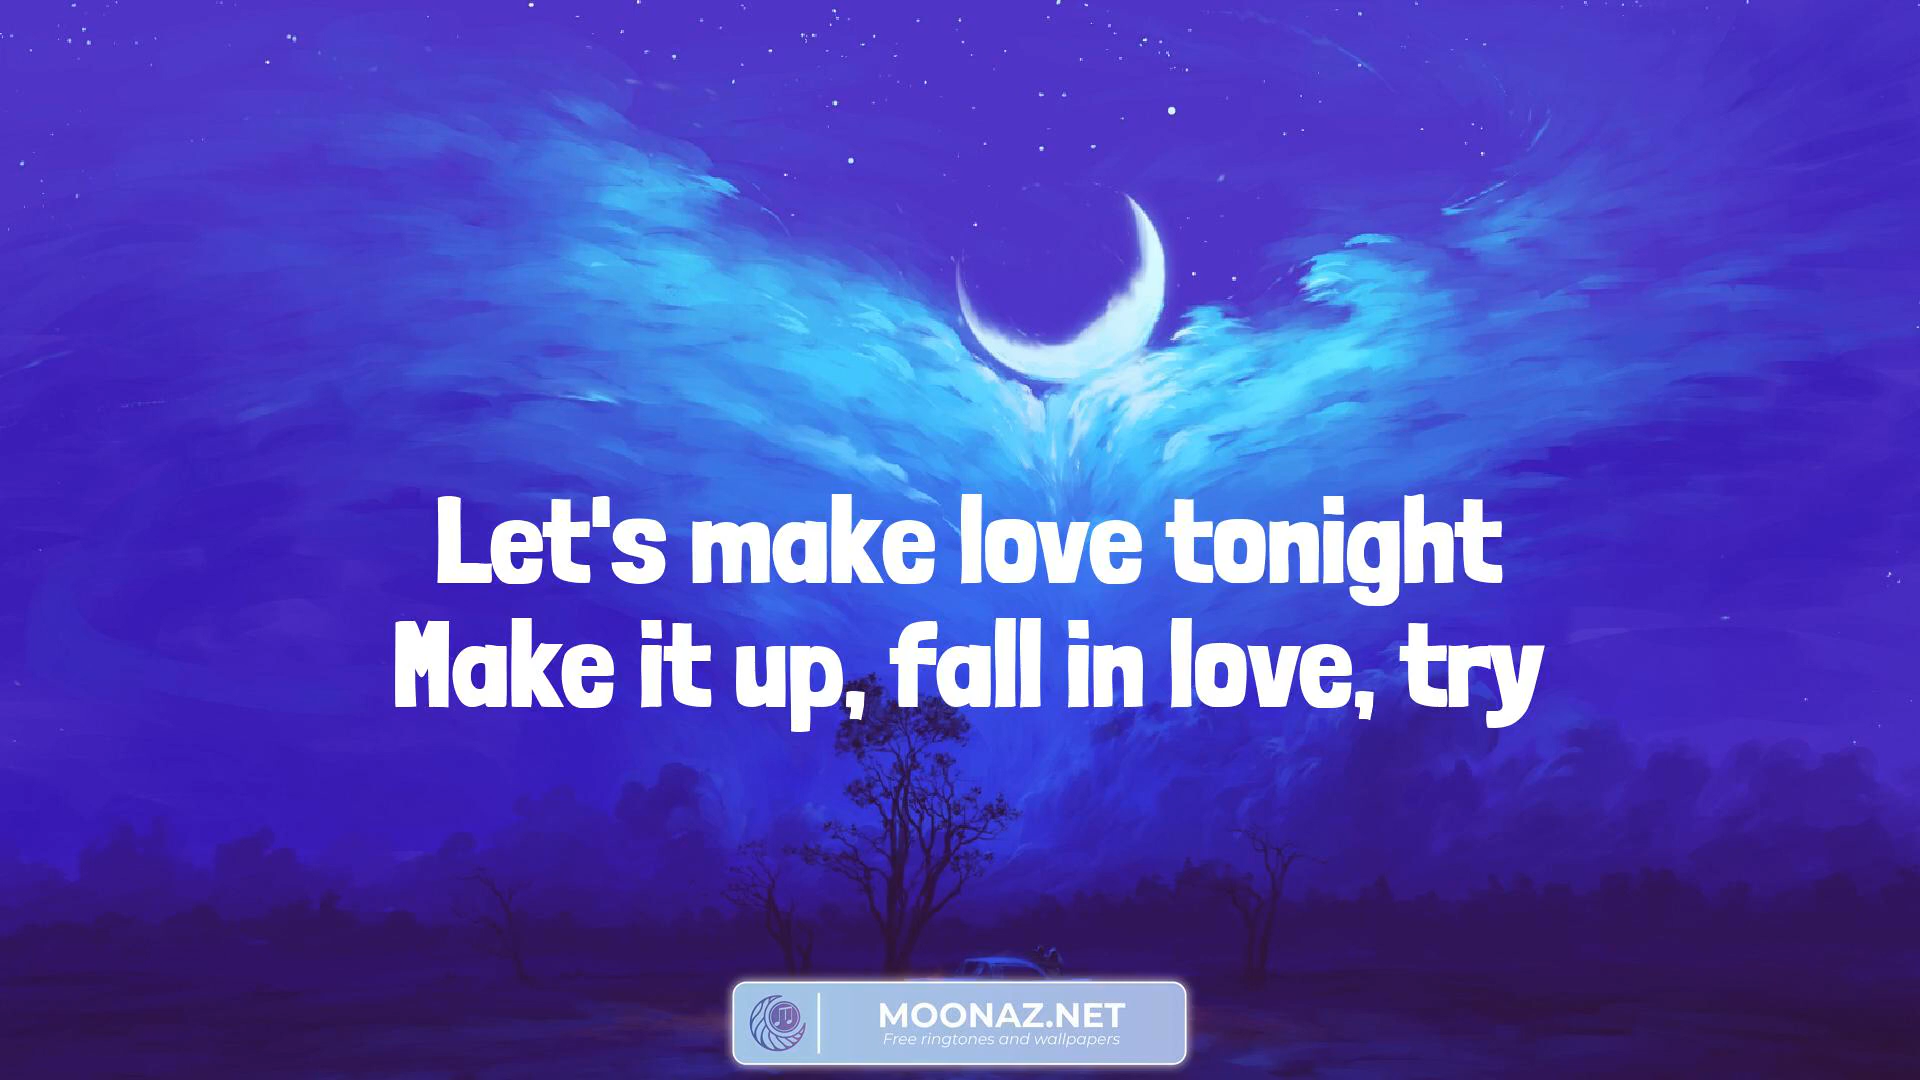 Let's make love tonight
Make it up, fall in love, try
MOONAZ.NET
Free ringtones and wallpapers